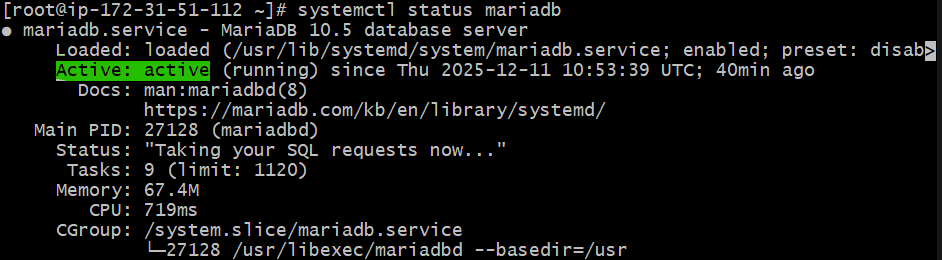 [root@ip-172-31-51-112 ~]# systemctl status mariadb
● mariadb.service - MariaDB 10.5 database server
Loaded: loaded (/usr/lib/systemd/system/mariadb.service; enabled; preset: disab>
Active: active (running) since Thu 2025-12-11 10:53:39 UTC; 40min ago
Docs: man:mariadbd(8)
https://mariadb.com/kb/en/library/systemd/
Main PID: 27128 (mariadbd)
Status: "Taking your SQL requests now..."
Tasks: 9 (limit: 1120)
Memory: 67.4M
CPU: 719ms
CGroup: /system.slice/mariadb.service
└─27128 /usr/libexec/mariadbd --basedir=/usr